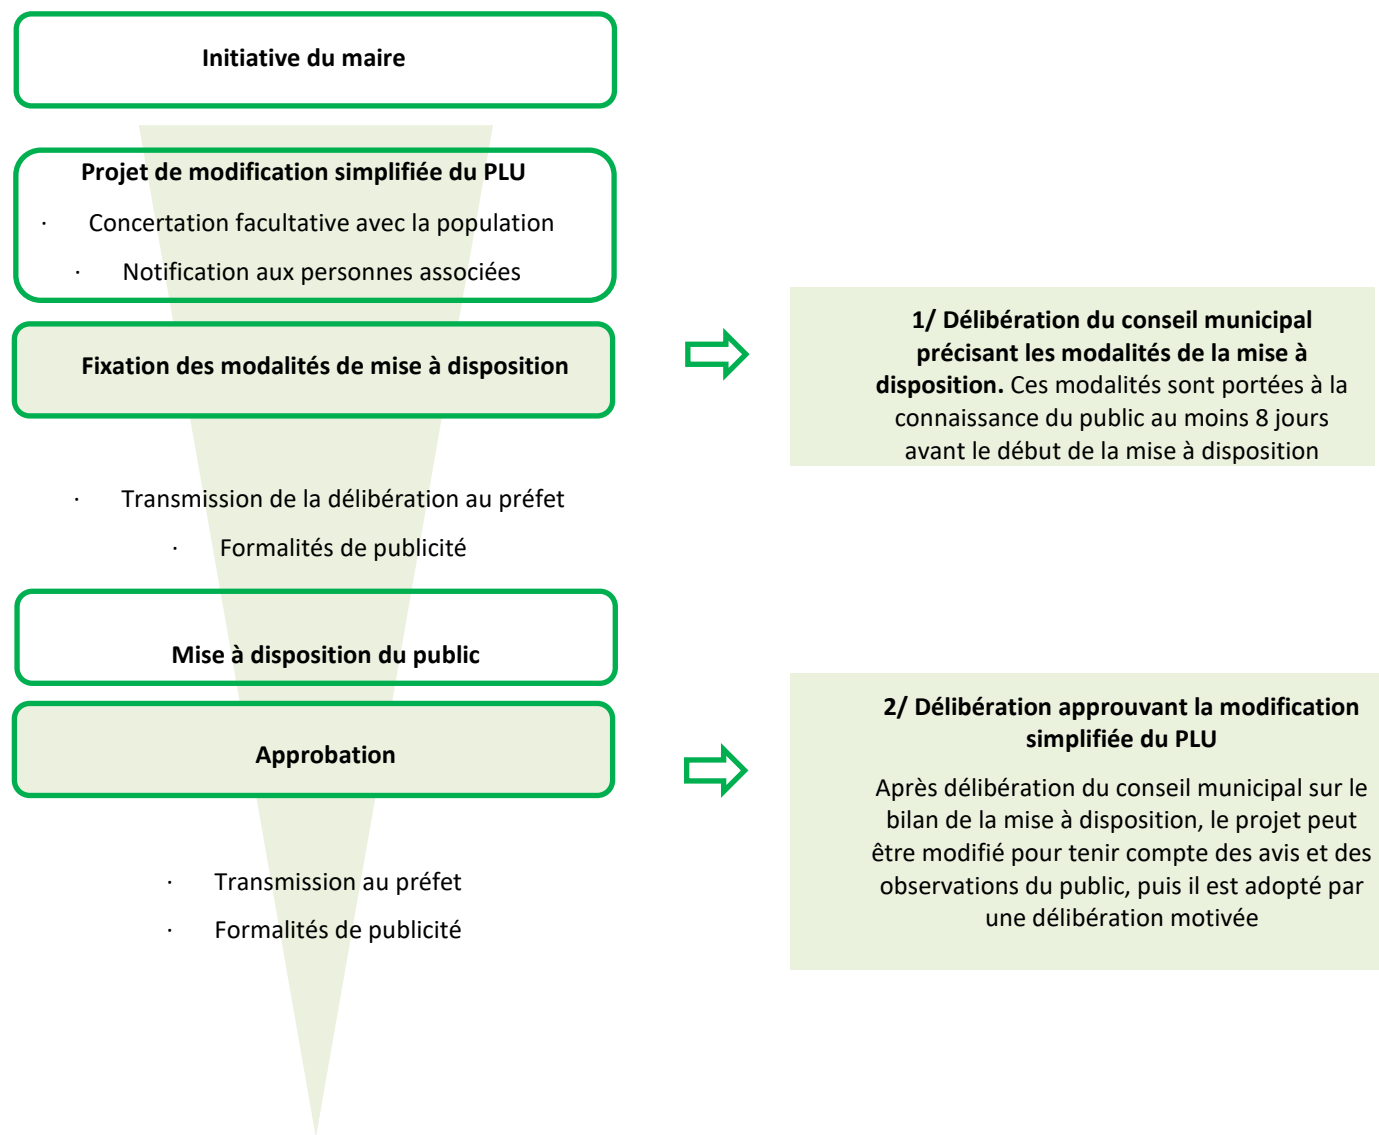 Initiative du maire
Projet de modification simplifiée du PLU
· Concertation facultative avec la population
· Notification aux personnes associées
Fixation des modalités de mise à disposition
1/ Délibération du conseil municipal
précisant les modalités de la mise à
disposition. Ces modalités sont portées à la
connaissance du public au moins 8 jours
avant le début de la mise à disposition
· Transmission de la délibération au préfet
· Formalités de publicité
Mise à disposition du public
Approbation
2/ Délibération approuvant la modification
simplifiée du PLU
Après délibération du conseil municipal sur le
bilan de la mise à disposition, le projet peut
être modifié pour tenir compte des avis et des
observations du public, puis il est adopté par
une délibération motivée
· Transmission au préfet
· Formalités de publicité